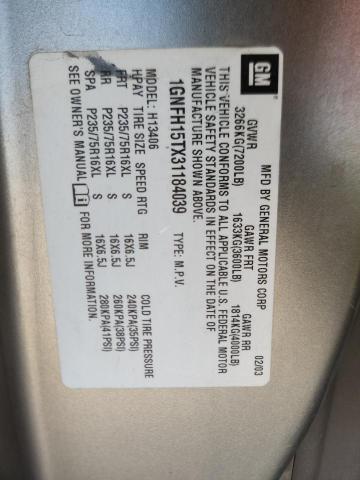 GM
MFD BY GENERAL MOTORS CORP 02/03
GVWR GAWR FRT GAWR RR
3266KG(7200LB) 1633KG(3600LB) 1814KG(4000LB)
THIS VEHICLE CONFORMS TO ALL APPLICABLE U.S. FEDERAL MOTOR
VEHICLE SAFETY STANDARDS IN EFFECT ON THE DATE OF
MANUFACTURE SHOWN ABOVE.
1GNFH15TX31184039 TYPE: M.P.V.
MODEL: H13406
HPAY TIRE SIZE SPEED RTG RIM COLD TIRE PRESSURE
FRT P235/75R16XL S 16X6.5J 240KPA(35PSI)
RR P235/75R16XL S 16X6.5J 260KPA(38PSI)
SPA P235/75R16XL S 16X6.5J 280KPA(41PSI)
SEE OWNER'S MANUAL FOR MORE INFORMATION.